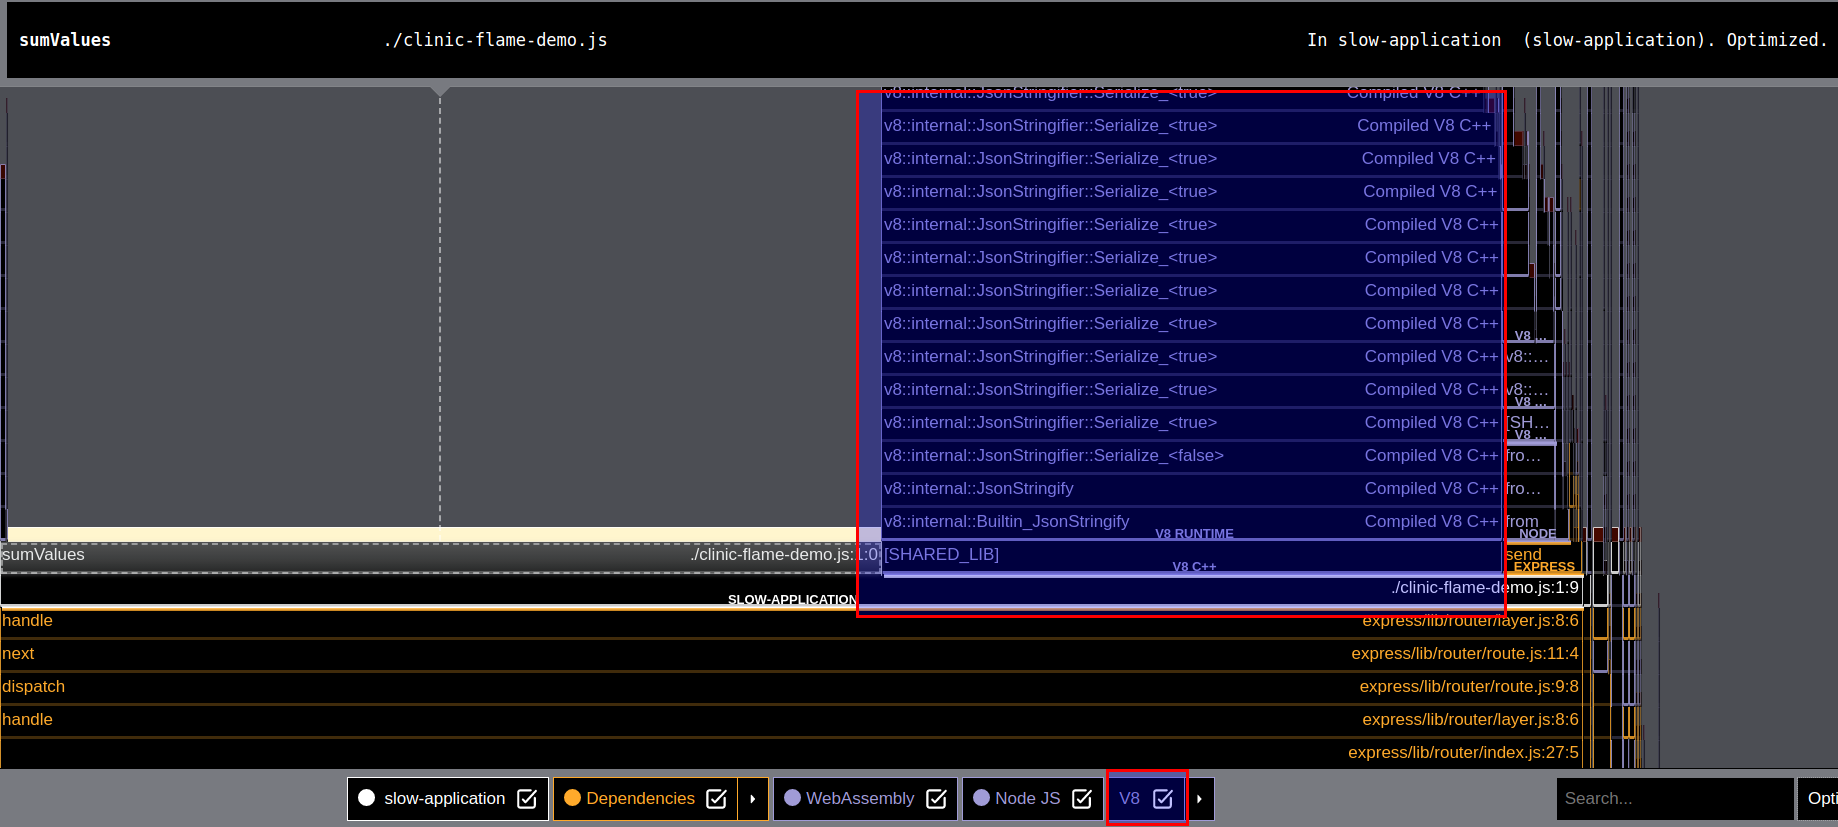 sumValues ./clinic-flame-demo.js In slow-application (slow-application). Optimized.
v8::internal::JsonStringifier::Serialize_<true> Compiled V8 C++
v8::internal::JsonStringifier::Serialize_<true> Compiled V8 C++
v8::internal::JsonStringifier::Serialize_<true> Compiled V8 C++
v8::internal::JsonStringifier::Serialize_<true> Compiled V8 C++
v8::internal::JsonStringifier::Serialize_<true> Compiled V8 C++
v8::internal::JsonStringifier::Serialize_<true> Compiled V8 C++
v8::internal::JsonStringifier::Serialize_<true> Compiled V8 C++
v8::internal::JsonStringifier::Serialize_<true> Compiled V8 C++
V8 ...
v8::internal::JsonStringifier::Serialize_<true> Compiled V8 C++ v8::...
v8::internal::JsonStringifier::Serialize_<true> Compiled V8 C++ v8::...
V8 ...
v8::internal::JsonStringifier::Serialize_<true> Compiled V8 C++ [SH...
V8 ...
v8::internal::JsonStringifier::Serialize_<false> Compiled V8 C++ fro...
v8::internal::JsonStringify Compiled V8 C++ fro...
v8::internal::Builtin_JsonStringify Compiled V8 C++ from
V8 RUNTIME NODE
sumValues ./clinic-flame-demo.js:1:0 [SHARED_LIB] send
V8 C++ EXPRESS
./clinic-flame-demo.js:1:9
SLOW-APPLICATION
handle express/lib/router/layer.js:8:6
next express/lib/router/route.js:11:4
dispatch express/lib/router/route.js:9:8
handle express/lib/router/layer.js:8:6
express/lib/router/index.js:27:5
slow-application Dependencies WebAssembly Node JS V8 Search... Opti